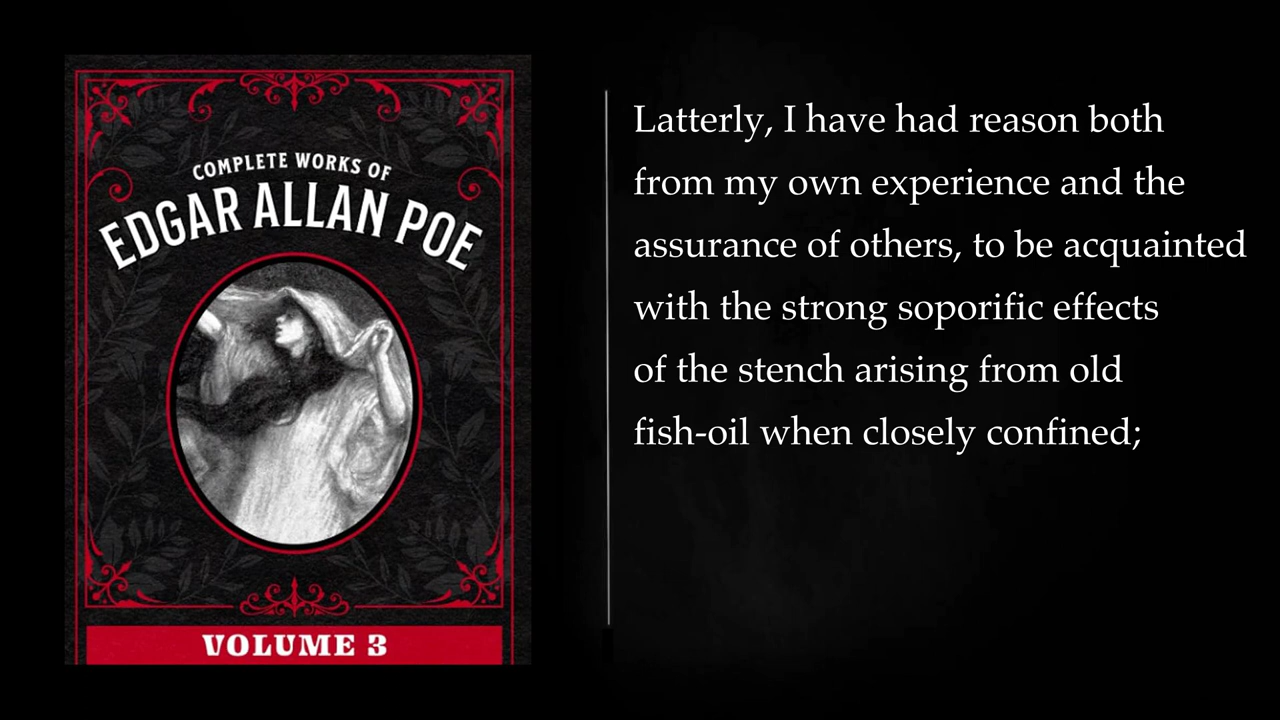 COMPLETE WORKS OF
EDGAR ALLAN POE
VOLUME 3
Latterly, I have had reason both
from my own experience and the
assurance of others, to be acquainted
with the strong soporific effects
of the stench arising from old
fish-oil when closely confined;